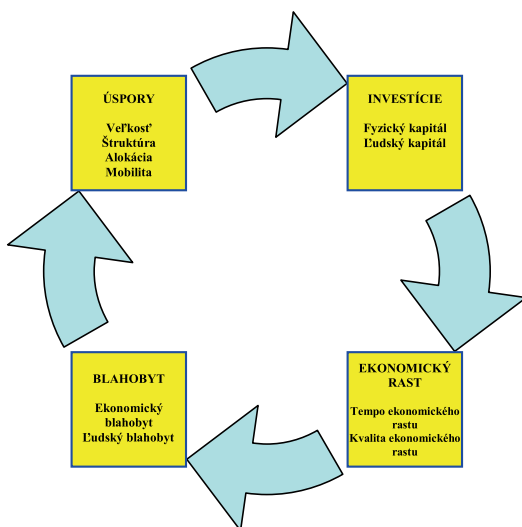 ÚSPORY
Veľkosť
Štruktúra
Alokácia
Mobilita
INVESTÍCIE
Fyzický kapitál
Ľudský kapitál
BLAHOBYT
Ekonomický
blahobyt
Ľudský blahobyt
EKONOMICKÝ
RAST
Tempo ekonomického
rastu
Kvalita ekonomického
rastu